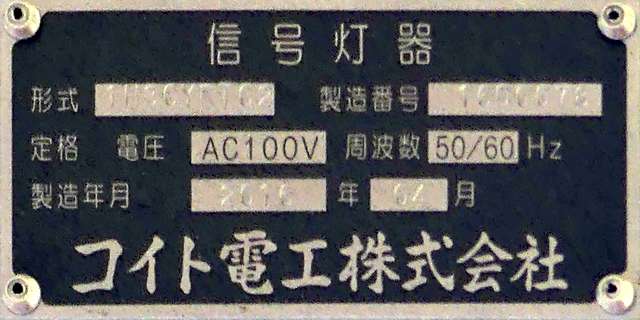 信号灯器
形式 製造番号
定格 電圧 AC100V 周波数 50/60 Hz
製造年月 年 04 月
コイト電工株式会社